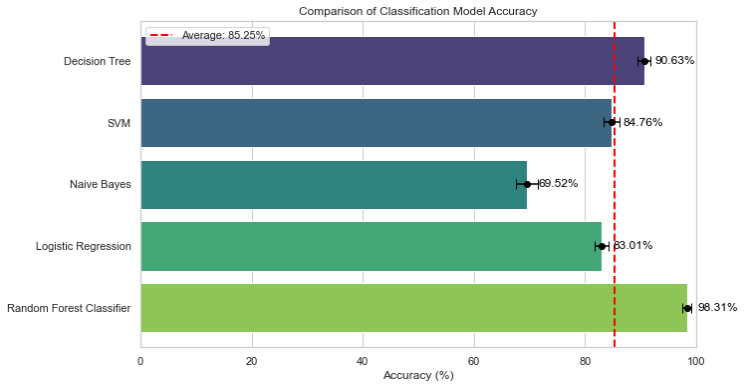 Comparison of Classification Model Accuracy
Average: 85.25%
Decision Tree
90.63%
SVM
84.76%
Naive Bayes
69.52%
Logistic Regression
83.01%
Random Forest Classifier
98.31%
0 20 40 60 80 100
Accuracy (%)